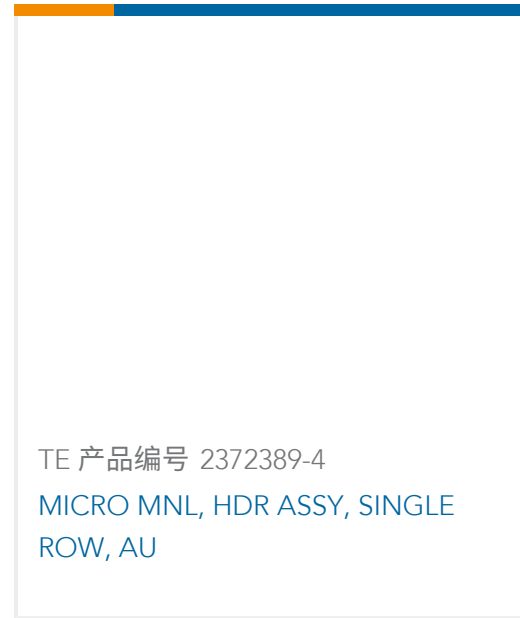 TE 产品编号 2372389-4
MICRO MNL, HDR ASSY, SINGLE
ROW, AU